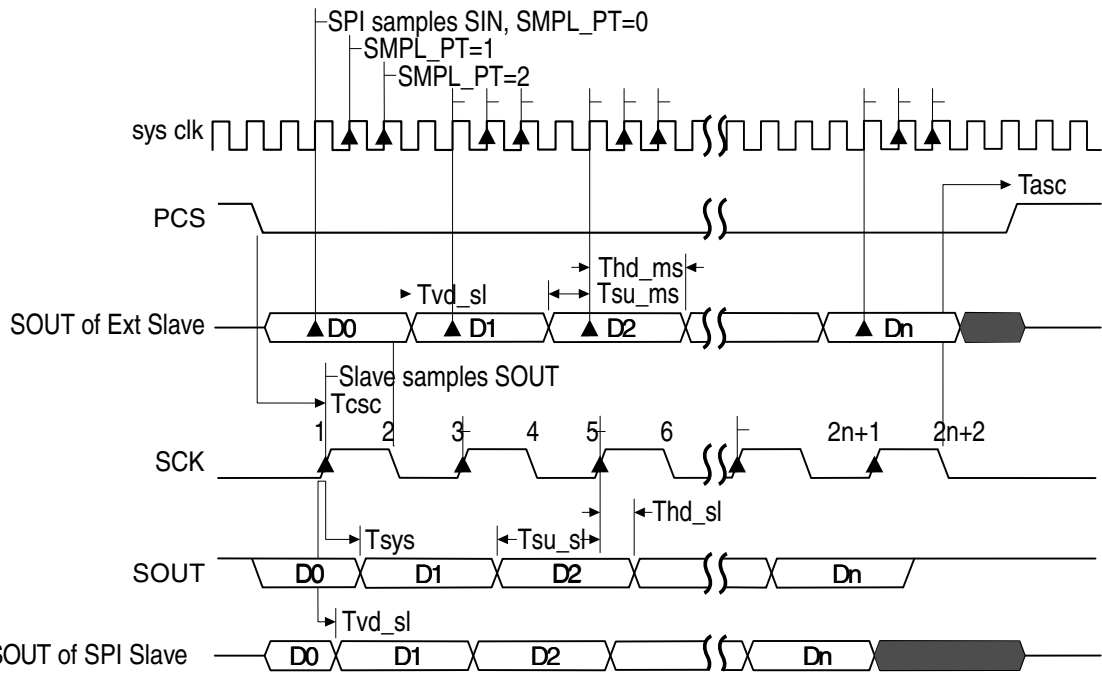 SPI samples SIN, SMPL_PT=0
SMPL_PT=1
SMPL_PT=2
sys clk
Tasc
PCS
Thd_ms
Tvd_sl
Tsu_ms
SOUT of Ext Slave
D0
D1
D2
Dn
Slave samples SOUT
Tcsc
1
2
3
4
5
6
2n+1
2n+2
SCK
Thd_sl
Tsys
Tsu_sl
SOUT
D0
D1
D2
Dn
Tvd_sl
SOUT of SPI Slave
D0
D1
D2
Dn